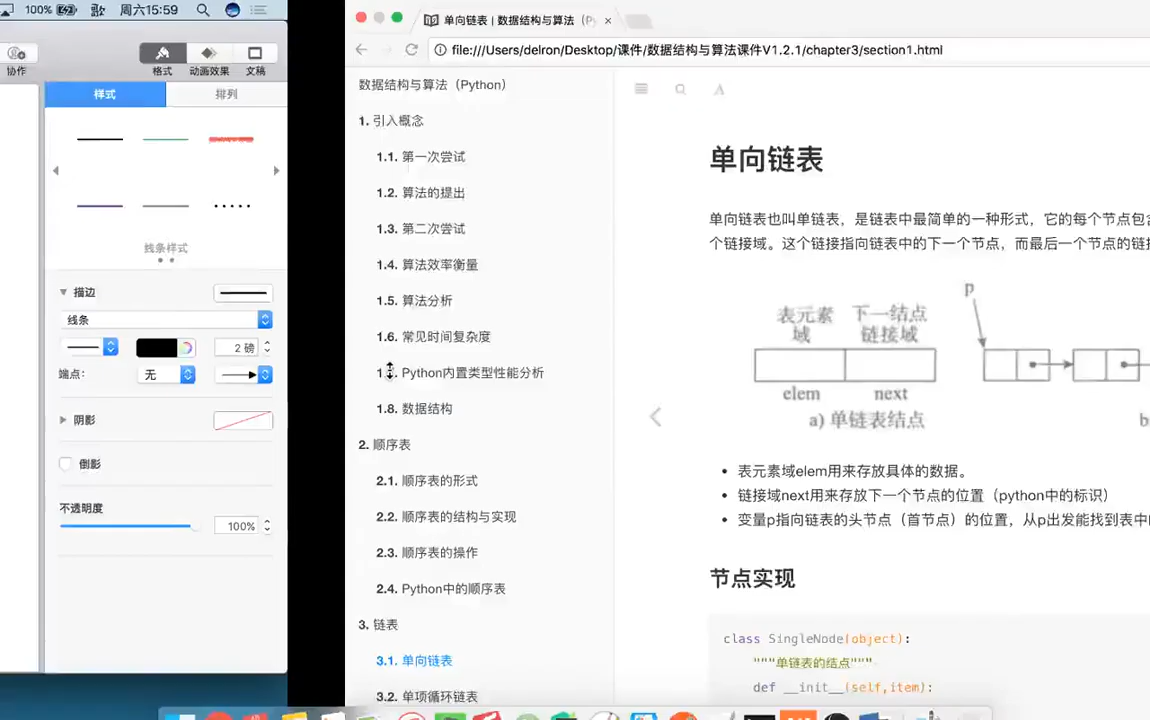 100% 周六15:59
协作
格式 动画效果 文稿
样式 排列
线条样式
描边
线条
2 磅
端点: 无
阴影
倒影
不透明度
100%
单向链表 | 数据结构与算法 (P
file:///Users/delron/Desktop/课件/数据结构与算法课件V1.2.1/chapter3/section1.html
数据结构与算法（Python）
1. 引入概念
1.1. 第一次尝试
1.2. 算法的提出
1.3. 第二次尝试
1.4. 算法效率衡量
1.5. 算法分析
1.6. 常见时间复杂度
Python内置类型性能分析
1.8. 数据结构
2. 顺序表
2.1. 顺序表的形式
2.2. 顺序表的结构与实现
2.3. 顺序表的操作
2.4. Python中的顺序表
3. 链表
3.1. 单向链表
3.2. 单项循环链表
A
单向链表
单向链表也叫单链表，是链表中最简单的一种形式，它的每个节点包
个链接域。这个链接指向链表中的下一个节点，而最后一个节点的链
表元素域 下一结点链接域
p
elem next
a) 单链表结点
b
• 表元素域elem用来存放具体的数据。
• 链接域next用来存放下一个节点的位置（python中的标识）
• 变量p指向链表的头节点（首节点）的位置，从p出发能找到表中
节点实现
class SingleNode(object):
"""单链表的结点"""
def __init__(self,item):